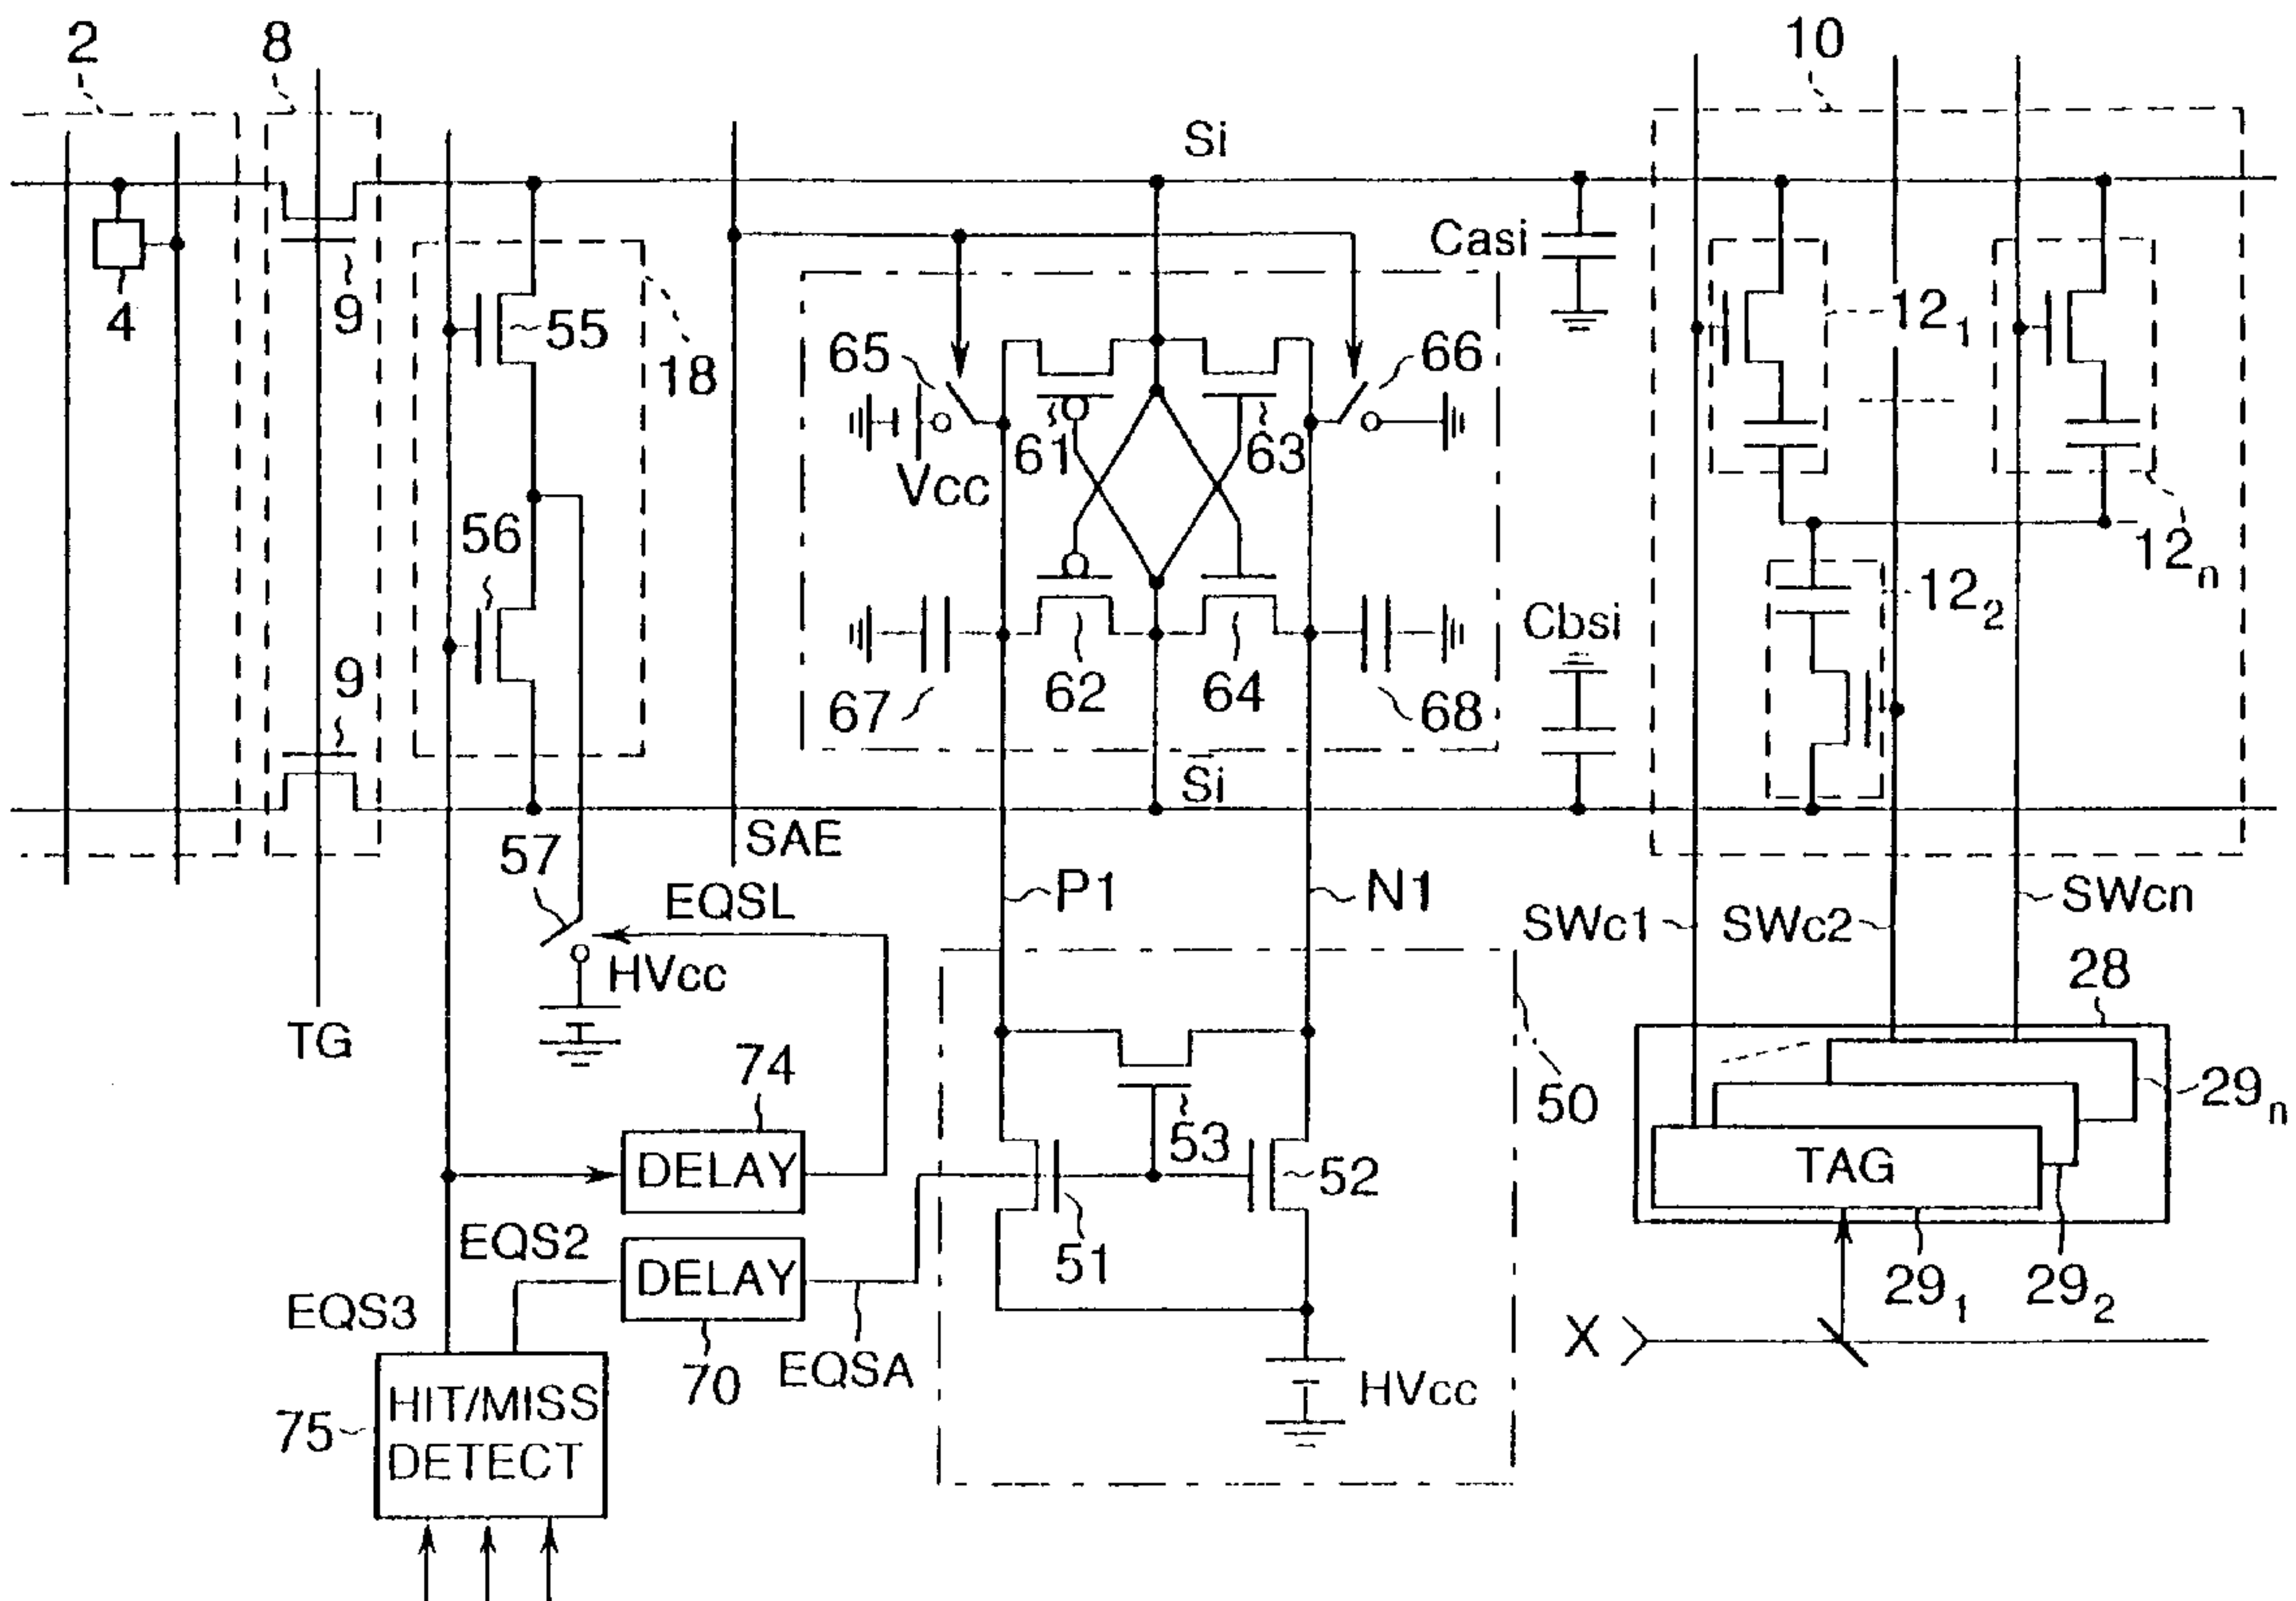 2
8
10
Si
Casi
4
9
55
18
65
66
12₁
61
63
Vcc
56
12ₙ
12₂
Cbsi
9
67
62
64
68
S̄i
SAE
57
EQSL
P1
N1
SWc1
SWc2
SWcn
HVcc
28
TG
74
50
29ₙ
DELAY
53
52
TAG
EQS2
51
DELAY
29₁
29₂
EQS3
X
70
EQSA
HVcc
HIT/MISS
DETECT
75